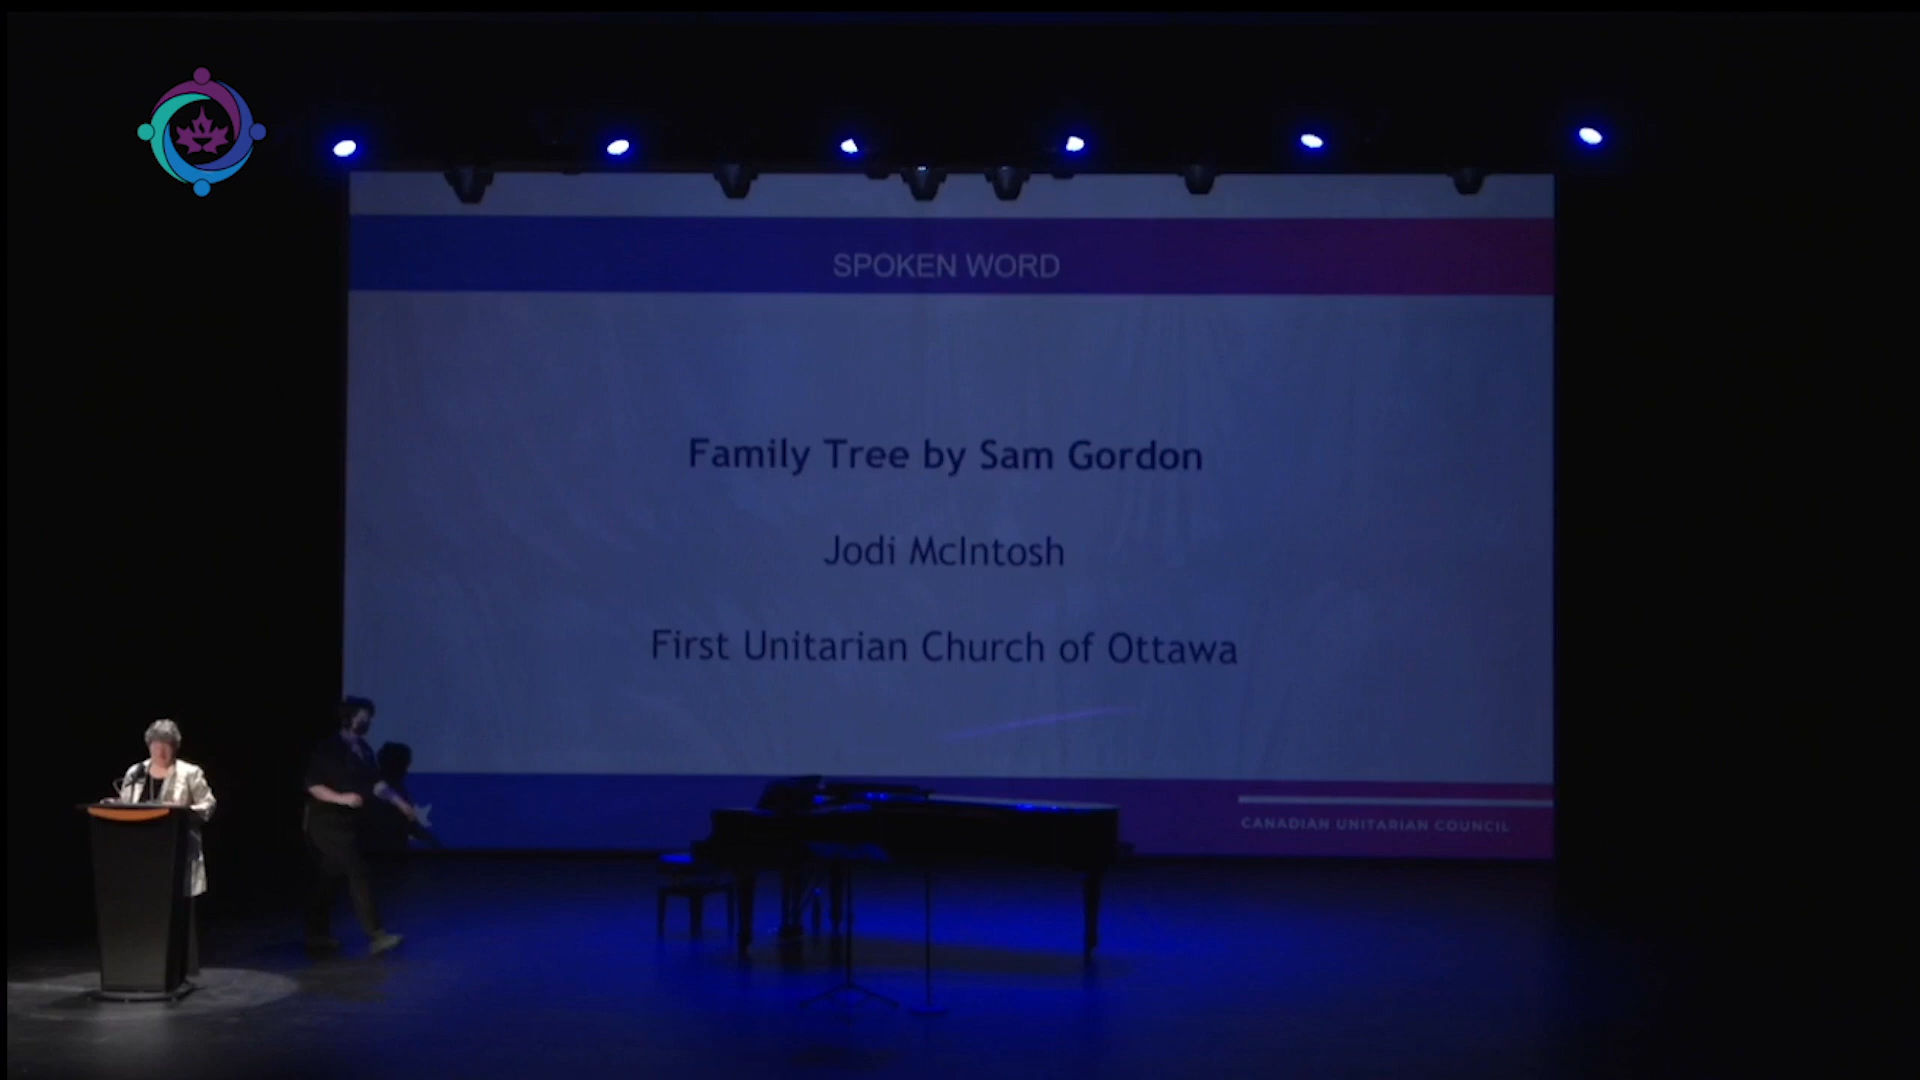 SPOKEN WORD
Family Tree by Sam Gordon
Jodi McIntosh
First Unitarian Church of Ottawa
CANADIAN UNITARIAN COUNCIL